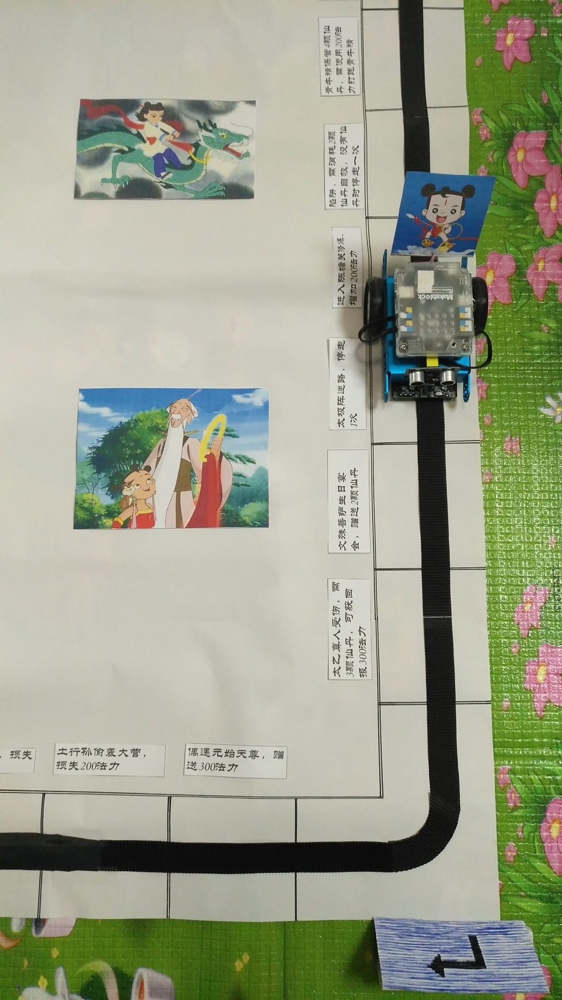 青牛精保管4颗仙
丹，需使用200法
力打跑青牛精
陷阱，需消耗2颗
仙丹自救，没有仙
丹时停走一次
进入陈塘关修炼，
增加200法力
Makeblock
太极阵迷路，停走
1次
文殊菩萨生日宴
会，赠送2颗仙丹
太乙真人受伤，需
3颗仙丹，可获回
报300法力
，损失
土行孙偷袭大营，
损失200法力
偶遇元始天尊，赠
送300法力